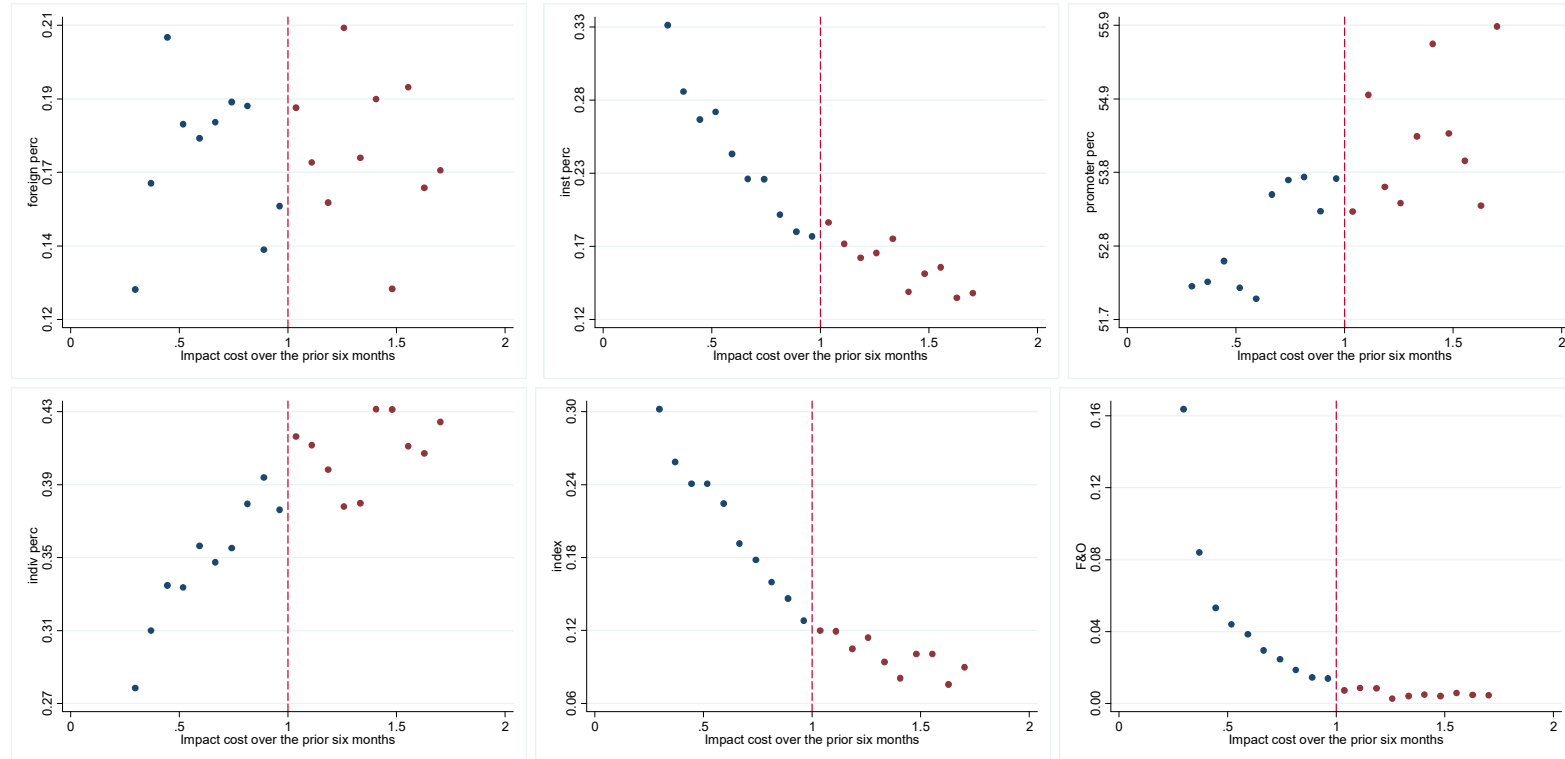 foreign perc
0.21
0.19
0.17
0.14
0.12
0 .5 1 1.5 2
Impact cost over the prior six months
inst perc
0.33
0.28
0.23
0.17
0.12
0 .5 1 1.5 2
Impact cost over the prior six months
promoter perc
55.9
54.9
53.8
52.8
51.7
0 .5 1 1.5 2
Impact cost over the prior six months
indiv perc
0.43
0.39
0.35
0.31
0.27
0 .5 1 1.5 2
Impact cost over the prior six months
index
0.30
0.24
0.18
0.12
0.06
0 .5 1 1.5 2
Impact cost over the prior six months
F&O
0.16
0.12
0.08
0.04
0.00
0 .5 1 1.5 2
Impact cost over the prior six months